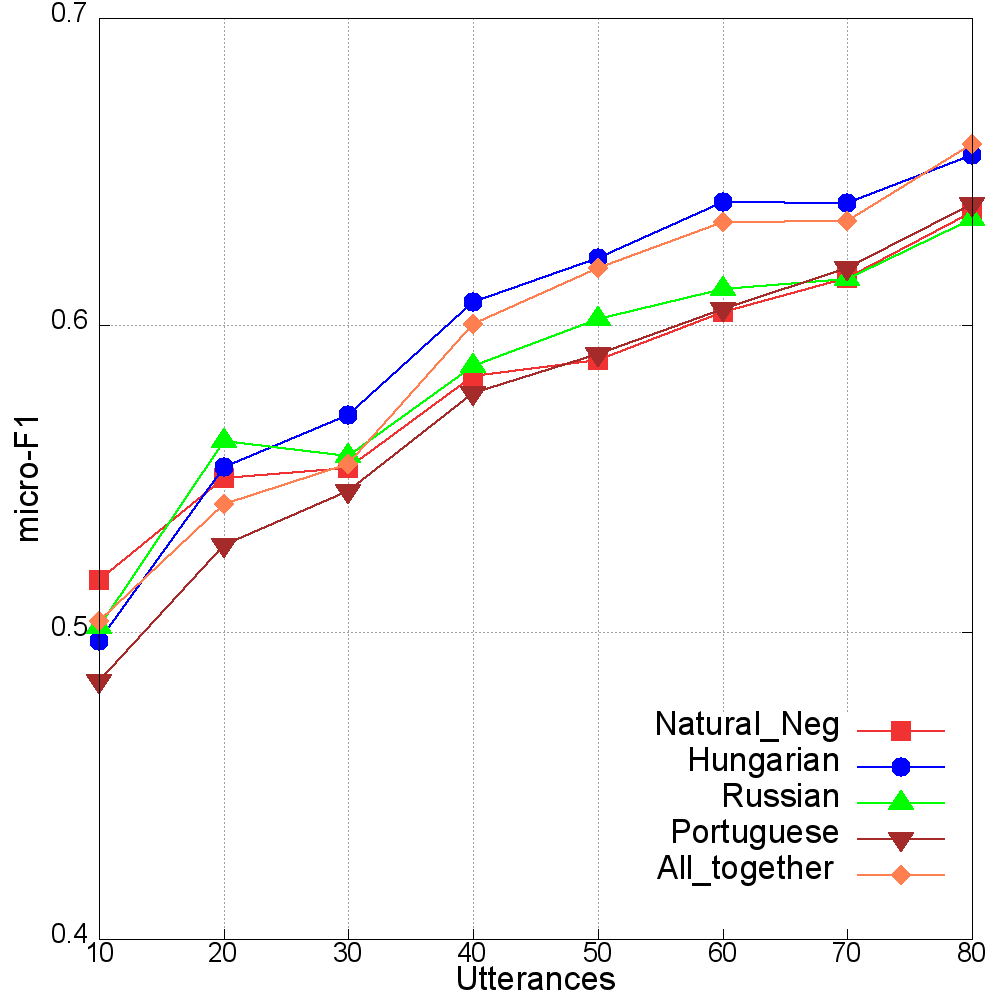 0.7
0.6
0.5
0.4
micro-F1
10 20 30 40 50 60 70 80
Utterances
Natural_Neg
Hungarian
Russian
Portuguese
All_together